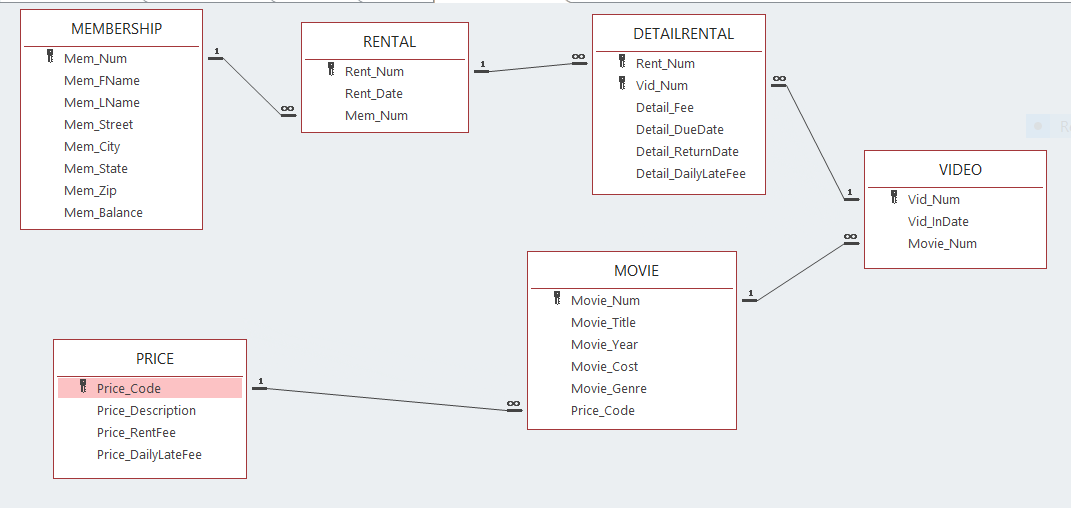 MEMBERSHIP
Mem_Num
Mem_FName
Mem_LName
Mem_Street
Mem_City
Mem_State
Mem_Zip
Mem_Balance
1
∞
RENTAL
Rent_Num
Rent_Date
Mem_Num
1
∞
DETAILRENTAL
Rent_Num
Vid_Num
Detail_Fee
Detail_DueDate
Detail_ReturnDate
Detail_DailyLateFee
∞
1
VIDEO
Vid_Num
Vid_InDate
Movie_Num
∞
1
MOVIE
Movie_Num
Movie_Title
Movie_Year
Movie_Cost
Movie_Genre
Price_Code
∞
1
PRICE
Price_Code
Price_Description
Price_RentFee
Price_DailyLateFee